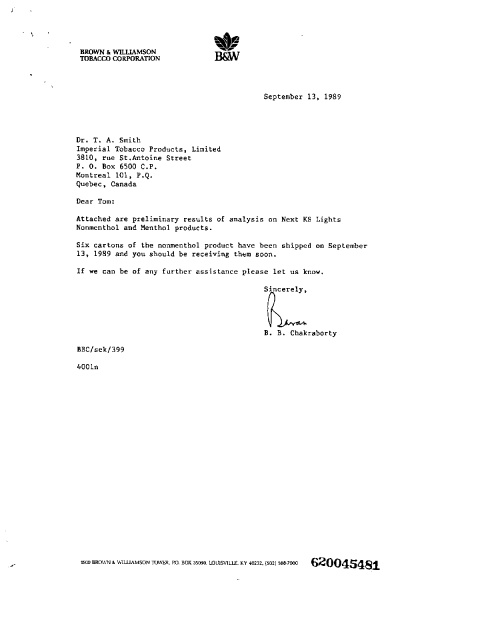 BROWN & WILLIAMSON
TOBACCO CORPORATION
B&W
September 13, 1989
Dr. T. A. Smith
Imperial Tobacco Products, Limited
3810, rue St.Antoine Street
P. O. Box 6500 C.P.
Montreal 101, P.Q.
Quebec, Canada
Dear Tom:
Attached are preliminary results of analysis on Next KS Lights
Nonmenthol and Menthol products.
Six cartons of the nonmenthol product have been shipped on September
13, 1989 and you should be receiving them soon.
If we can be of any further assistance please let us know.
Sincerely,
B. B. Chakraborty
BBC/sek/399
4001n
1500 BROWN & WILLIAMSON TOWER, P.O. BOX 35090, LOUISVILLE, KY 40232, (502) 568-7000
620045481